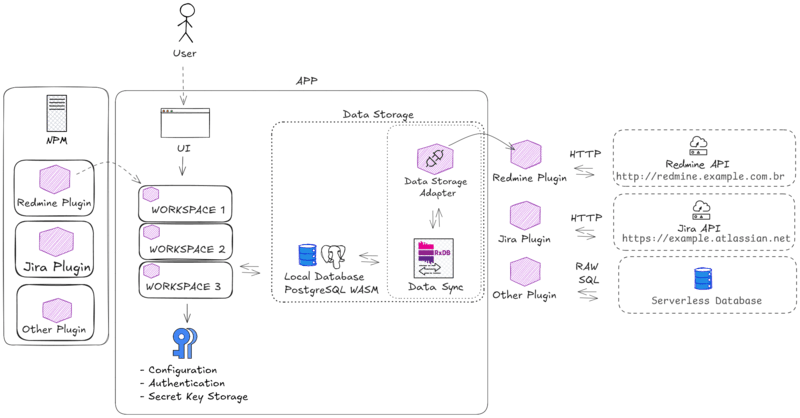 User
APP
NPM
UI
Data Storage
Redmine Plugin
Jira Plugin
Other Plugin
WORKSPACE 1
WORKSPACE 2
WORKSPACE 3
- Configuration
- Authentication
- Secret Key Storage
Local Database
PostgreSQL WASM
Data Storage
Adapter
RxDB
Data Sync
Redmine Plugin
Jira Plugin
Other Plugin
HTTP
HTTP
RAW
SQL
Redmine API
http://redmine.example.com.br
Jira API
https://example.atlassian.net
Serverless Database